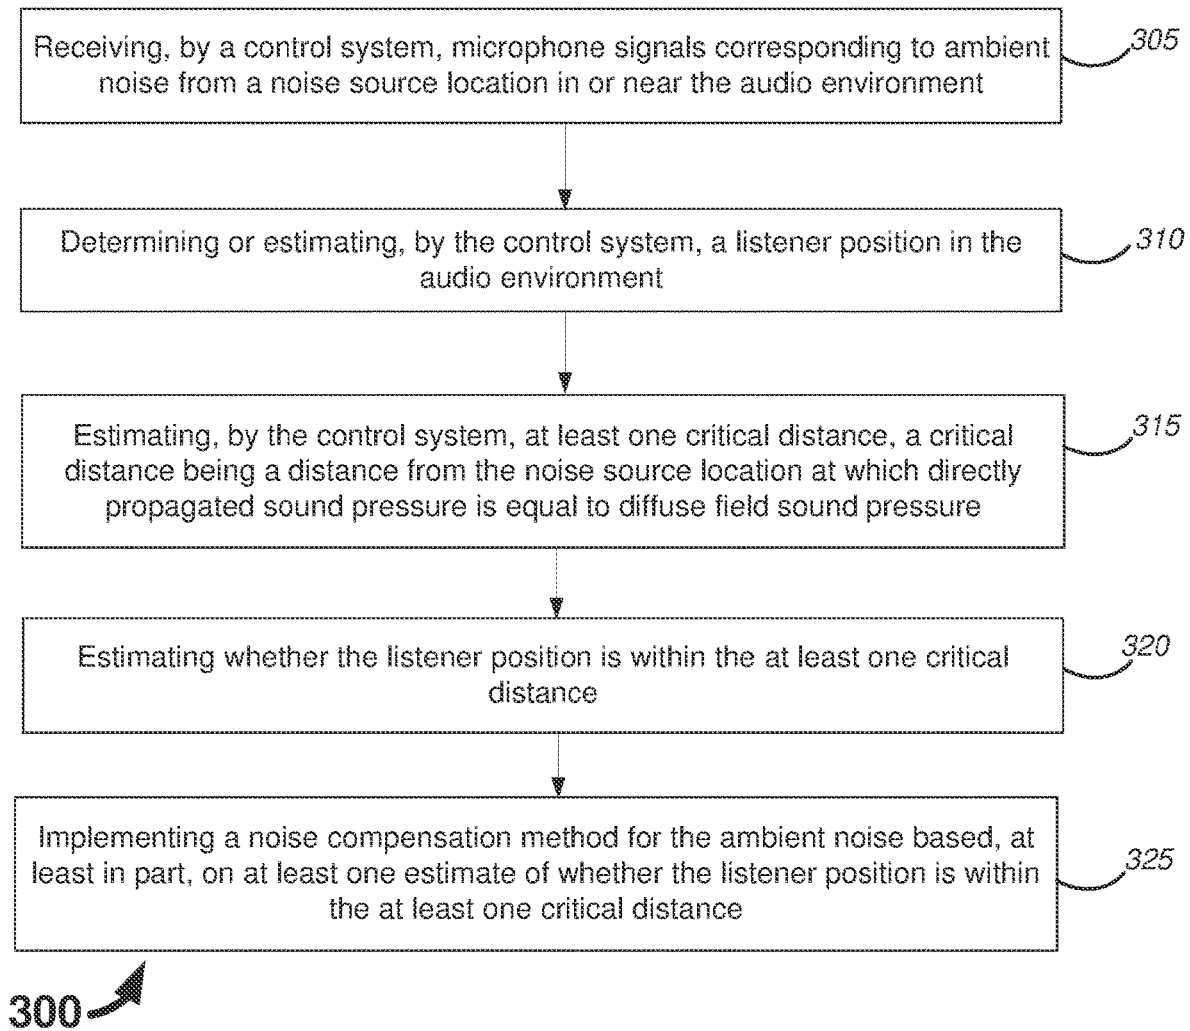 Receiving, by a control system, microphone signals corresponding to ambient
noise from a noise source location in or near the audio environment
305
Determining or estimating, by the control system, a listener position in the
audio environment
310
Estimating, by the control system, at least one critical distance, a critical
distance being a distance from the noise source location at which directly
propagated sound pressure is equal to diffuse field sound pressure
315
Estimating whether the listener position is within the at least one critical
distance
320
Implementing a noise compensation method for the ambient noise based, at
least in part, on at least one estimate of whether the listener position is within
the at least one critical distance
325
300